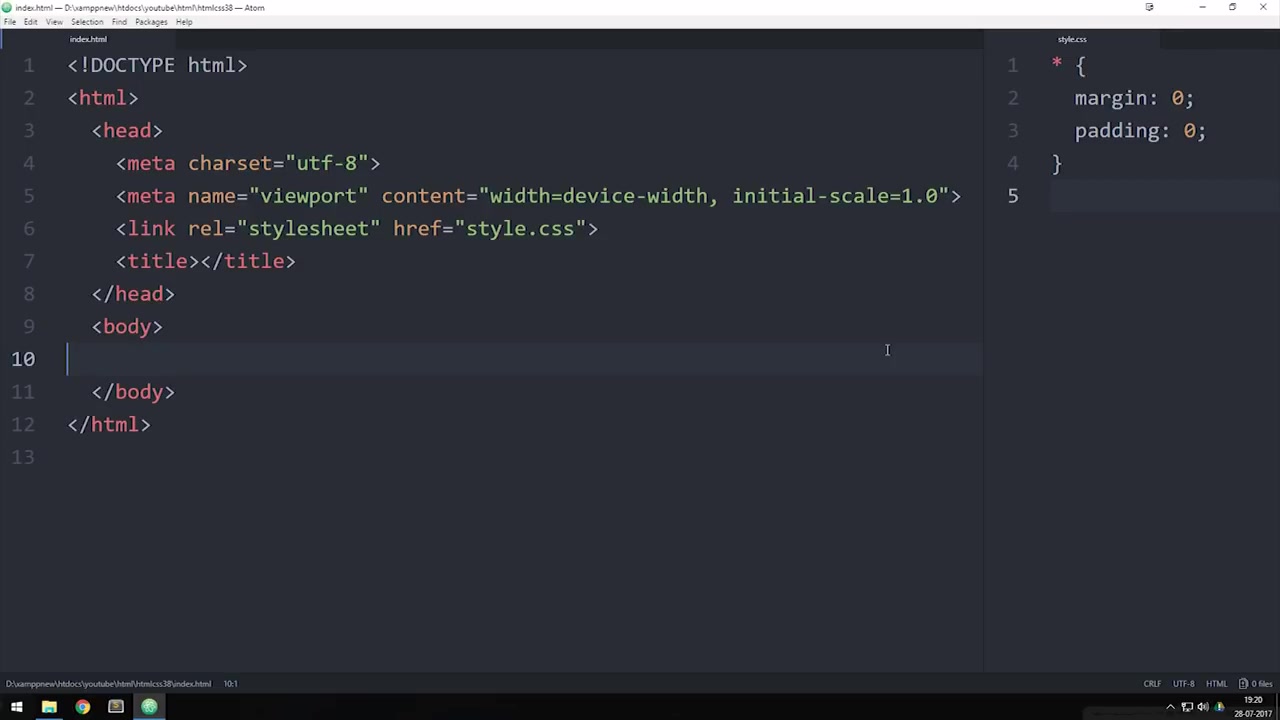 index.html — D:\xamppnew\htdocs\youtube\html\htmlcss38 — Atom
File Edit View Selection Find Packages Help
index.html
1 <!DOCTYPE html>
2 <html>
3 <head>
4 <meta charset="utf-8">
5 <meta name="viewport" content="width=device-width, initial-scale=1.0">
6 <link rel="stylesheet" href="style.css">
7 <title></title>
8 </head>
9 <body>
10
11 </body>
12 </html>
13
style.css
1 * {
2 margin: 0;
3 padding: 0;
4 }
5
D:\xamppnew\htdocs\youtube\html\htmlcss38\index.html 10:1
CRLF UTF-8 HTML 0 files
19:20
28-07-2017